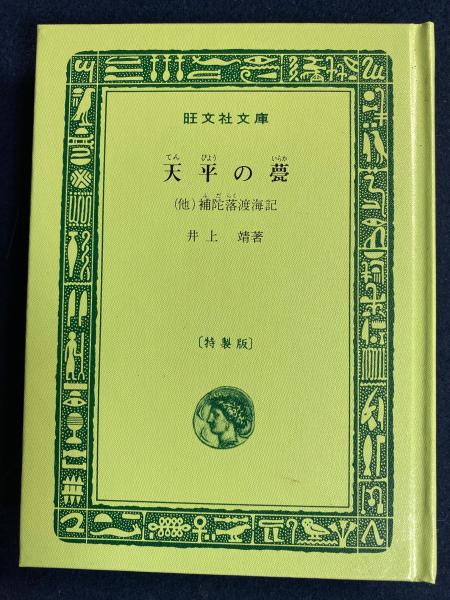 旺文社文庫
てん ぴょう いらか
天平の甍
ふだらく
(他)補陀落渡海記
井上 靖著
〔特製版〕